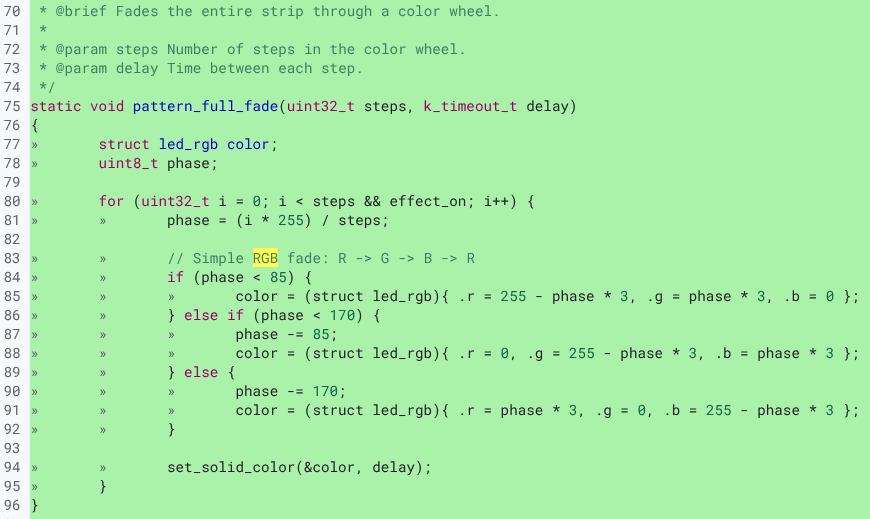 70  * @brief Fades the entire strip through a color wheel.
71  *
72  * @param steps Number of steps in the color wheel.
73  * @param delay Time between each step.
74  */
75 static void pattern_full_fade(uint32_t steps, k_timeout_t delay)
76 {
77 »       struct led_rgb color;
78 »       uint8_t phase;
79
80 »       for (uint32_t i = 0; i < steps && effect_on; i++) {
81 »       »       phase = (i * 255) / steps;
82
83 »       »       // Simple RGB fade: R -> G -> B -> R
84 »       »       if (phase < 85) {
85 »       »       »       color = (struct led_rgb){ .r = 255 - phase * 3, .g = phase * 3, .b = 0 };
86 »       »       } else if (phase < 170) {
87 »       »       »       phase -= 85;
88 »       »       »       color = (struct led_rgb){ .r = 0, .g = 255 - phase * 3, .b = phase * 3 };
89 »       »       } else {
90 »       »       »       phase -= 170;
91 »       »       »       color = (struct led_rgb){ .r = phase * 3, .g = 0, .b = 255 - phase * 3 };
92 »       »       }
93
94 »       »       set_solid_color(&color, delay);
95 »       }
96 }